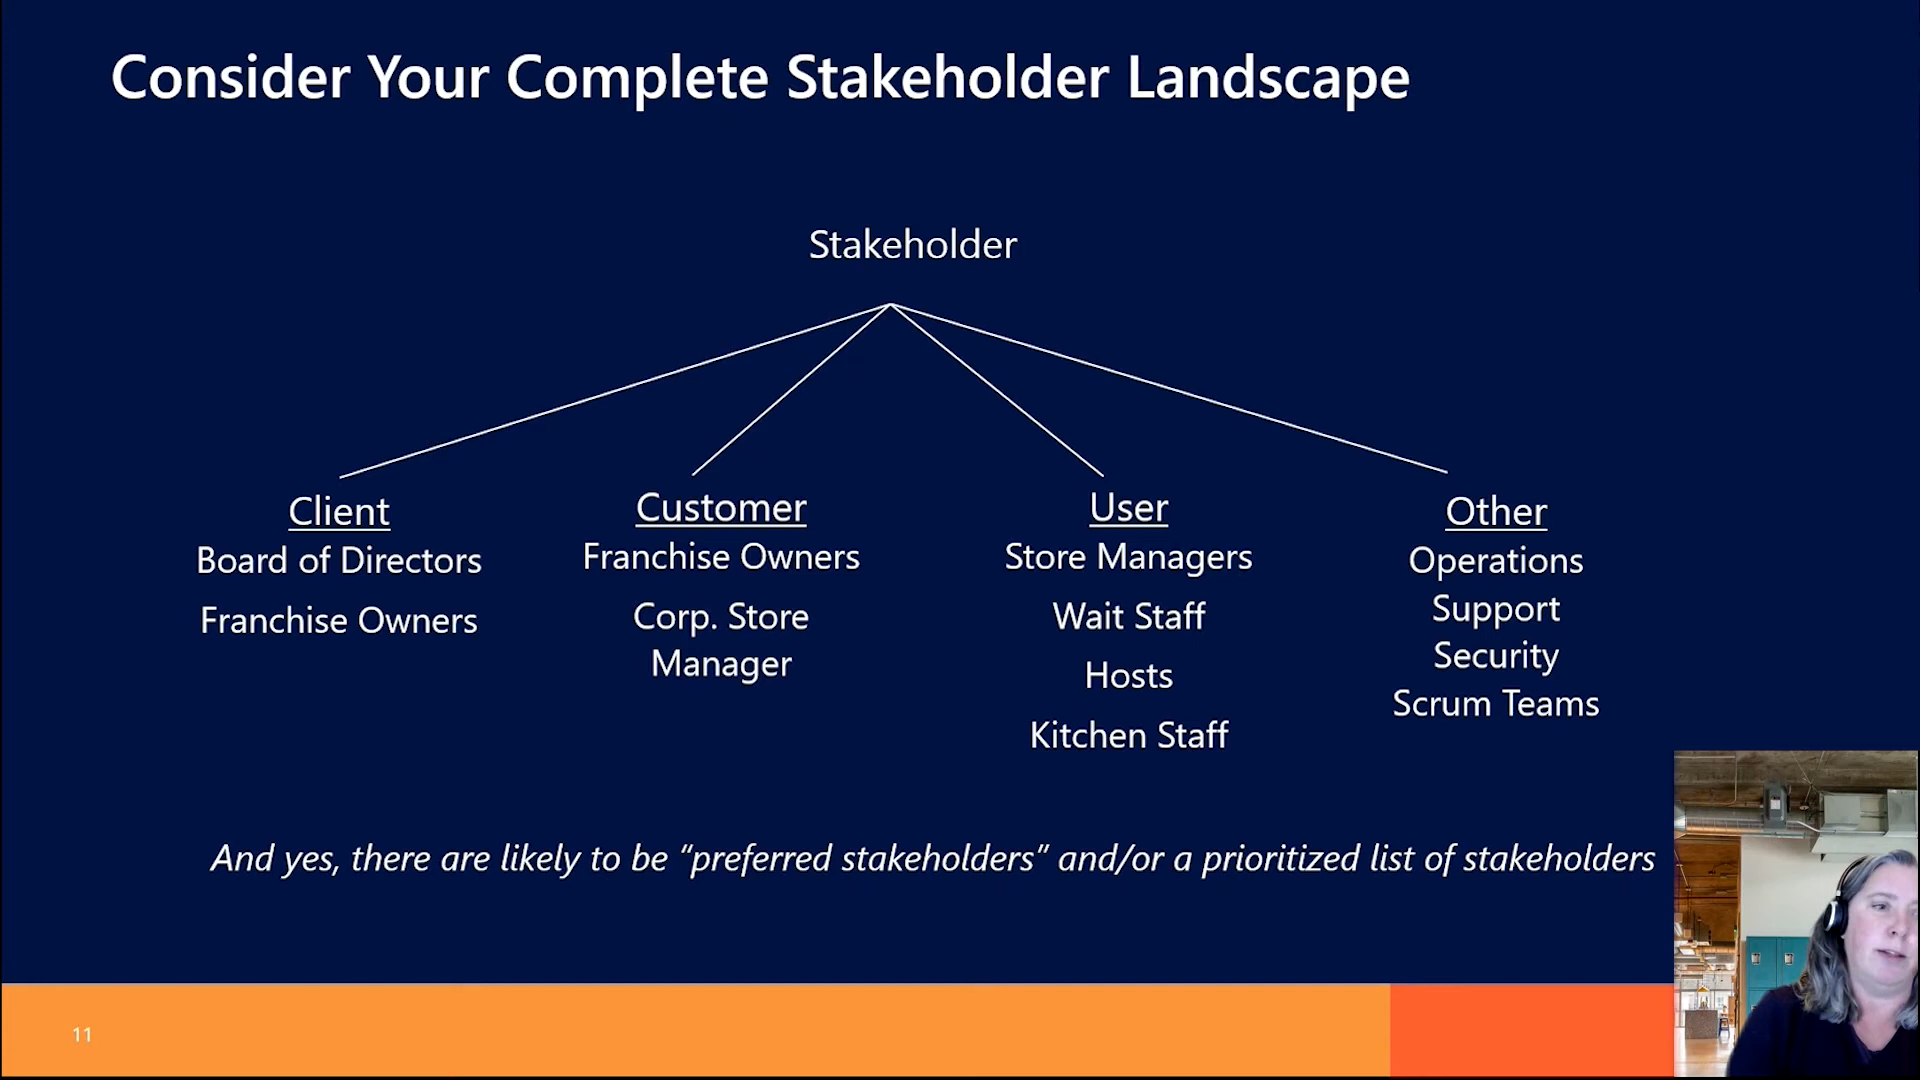 Consider Your Complete Stakeholder Landscape
Stakeholder
Client
Board of Directors
Franchise Owners
Customer
Franchise Owners
Corp. Store
Manager
User
Store Managers
Wait Staff
Hosts
Kitchen Staff
Other
Operations
Support
Security
Scrum Teams
And yes, there are likely to be “preferred stakeholders” and/or a prioritized list of stakeholders
11